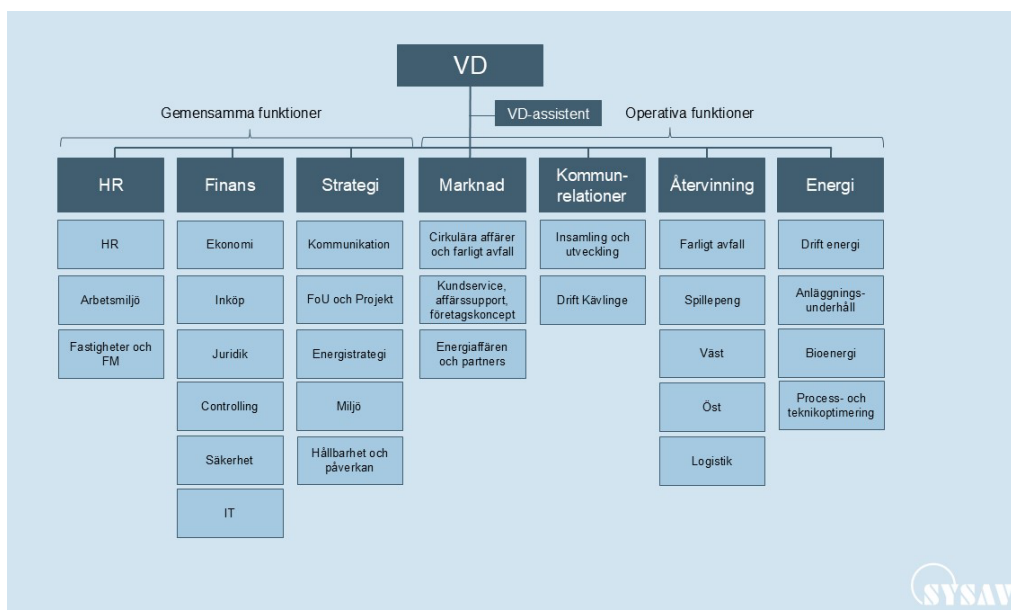 VD
VD-assistent
Gemensamma funktioner
Operativa funktioner
HR
Finans
Strategi
Marknad
Kommun-
relationer
Återvinning
Energi
HR
Arbetsmiljö
Fastigheter och
FM
Ekonomi
Inköp
Juridik
Controlling
Säkerhet
IT
Kommunikation
FoU och Projekt
Energistrategi
Miljö
Hållbarhet och
påverkan
Cirkulära affärer
och farligt avfall
Kundservice,
affärssupport,
företagskoncept
Energiaffären
och partners
Insamling och
utveckling
Drift Kävlinge
Farligt avfall
Spillepeng
Väst
Öst
Logistik
Drift energi
Anläggnings-
underhåll
Bioenergi
Process- och
teknikoptimering
SYSAV